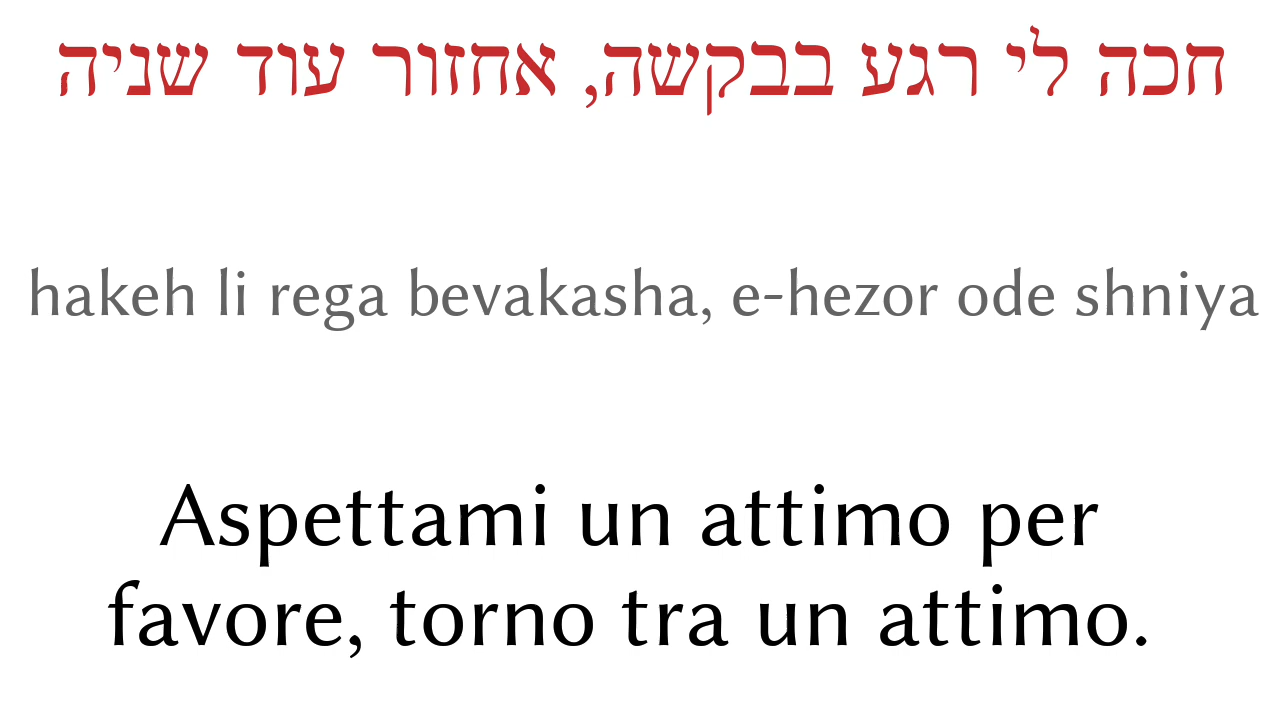 חכה לי רגע בבקשה, אחזור עוד שניה
hakeh li rega bevakasha, e-hezor ode shniya
Aspettami un attimo per
favore, torno tra un attimo.